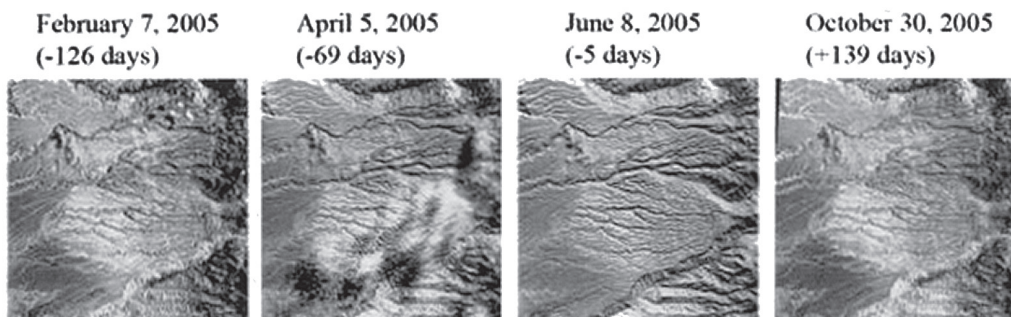 February 7, 2005
(-126 days)
April 5, 2005
(-69 days)
June 8, 2005
(-5 days)
October 30, 2005
(+139 days)